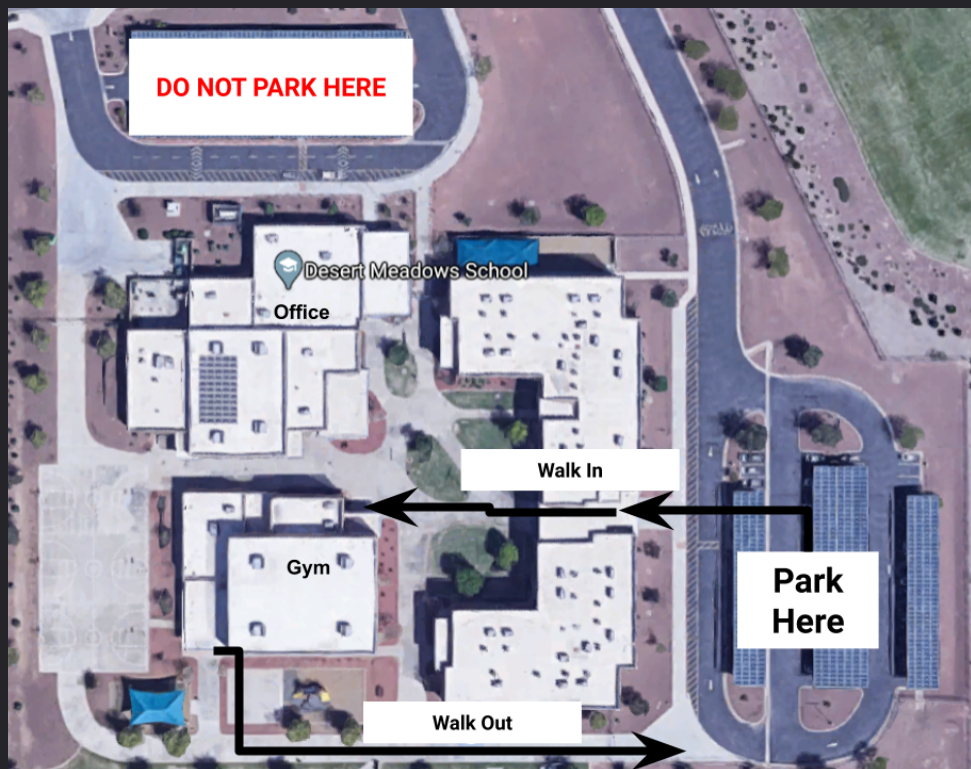 DO NOT PARK HERE
Desert Meadows School
Office
Walk In
Gym
Park
Here
Walk Out